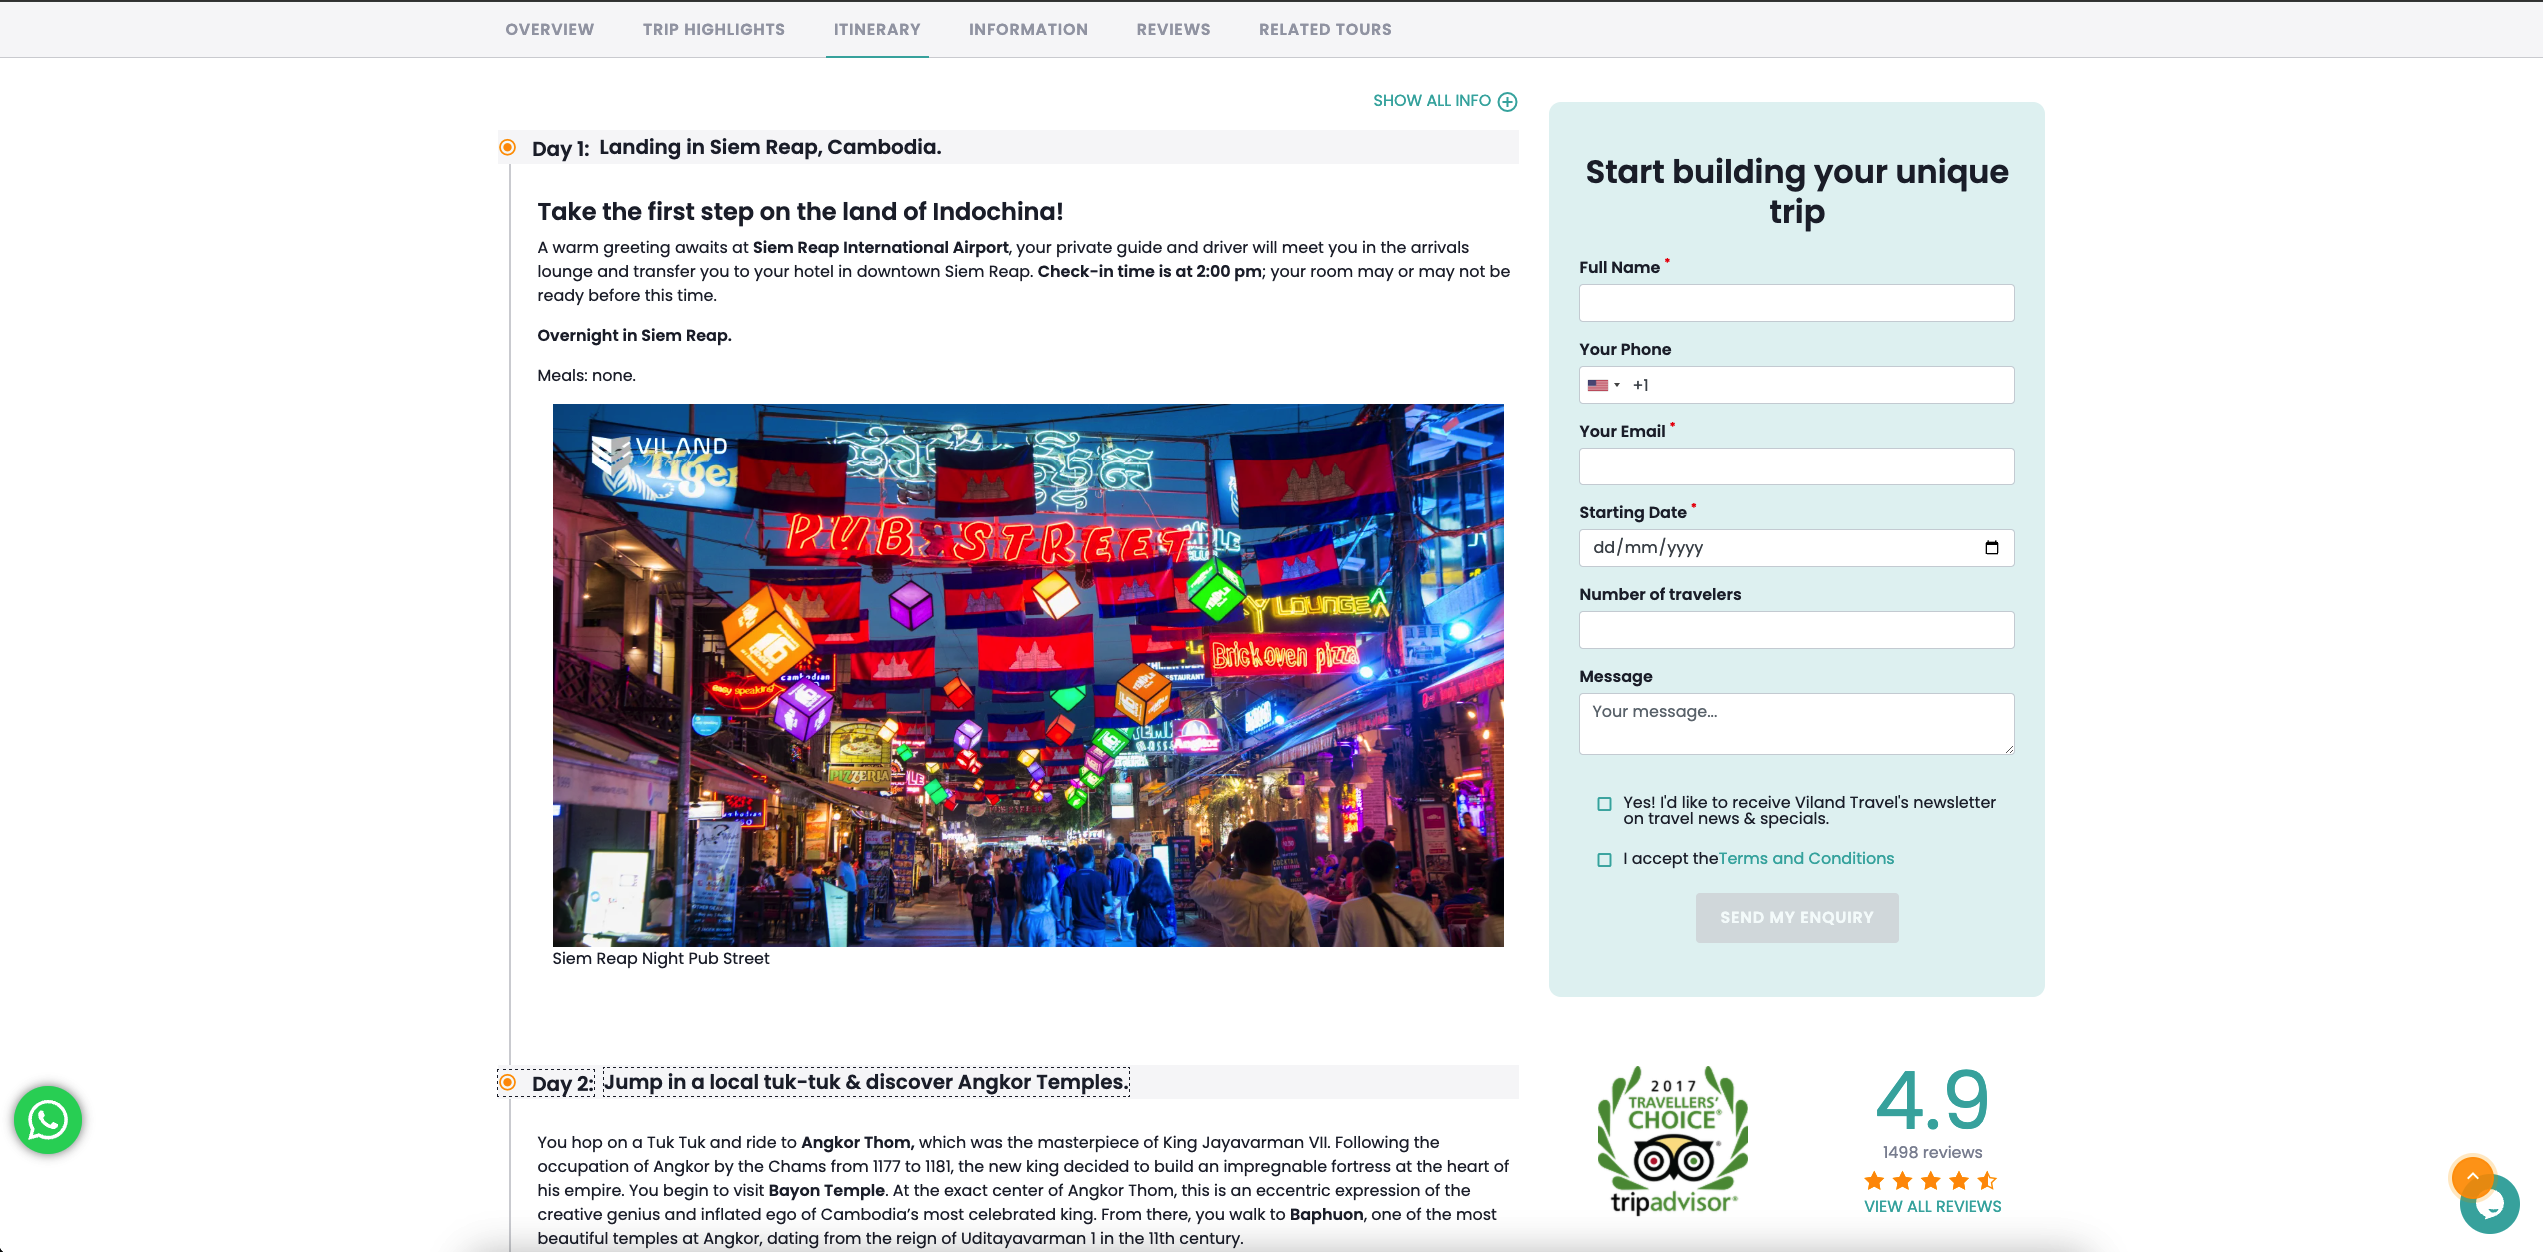 OVERVIEW
TRIP HIGHLIGHTS
ITINERARY
INFORMATION
REVIEWS
RELATED TOURS
SHOW ALL INFO
Day 1: Landing in Siem Reap, Cambodia.
Take the first step on the land of Indochina!
A warm greeting awaits at Siem Reap International Airport, your private guide and driver will meet you in the arrivals
lounge and transfer you to your hotel in downtown Siem Reap. Check-in time is at 2:00 pm; your room may or may not be
ready before this time.
Overnight in Siem Reap.
Meals: none.
VILAND
Tiger
PUB STREET
Y LOUNGE
Brick oven pizza
RESTAURANT
cambodian
easy speaking
Angkor
PIZZERIA
Siem Reap Night Pub Street
Day 2: Jump in a local tuk-tuk & discover Angkor Temples.
You hop on a Tuk Tuk and ride to Angkor Thom, which was the masterpiece of King Jayavarman VII. Following the
occupation of Angkor by the Chams from 1177 to 1181, the new king decided to build an impregnable fortress at the heart of
his empire. You begin to visit Bayon Temple. At the exact center of Angkor Thom, this is an eccentric expression of the
creative genius and inflated ego of Cambodia's most celebrated king. From there, you walk to Baphuon, one of the most
beautiful temples at Angkor, dating from the reign of Uditayavarman 1 in the 11th century.
Start building your unique
trip
Full Name *
Your Phone
+1
Your Email *
Starting Date *
dd/mm/yyyy
Number of travelers
Message
Your message...
Yes! I'd like to receive Viland Travel's newsletter
on travel news & specials.
I accept theTerms and Conditions
SEND MY ENQUIRY
2017
TRAVELLERS'
CHOICE®
tripadvisor®
4.9
1498 reviews
VIEW ALL REVIEWS